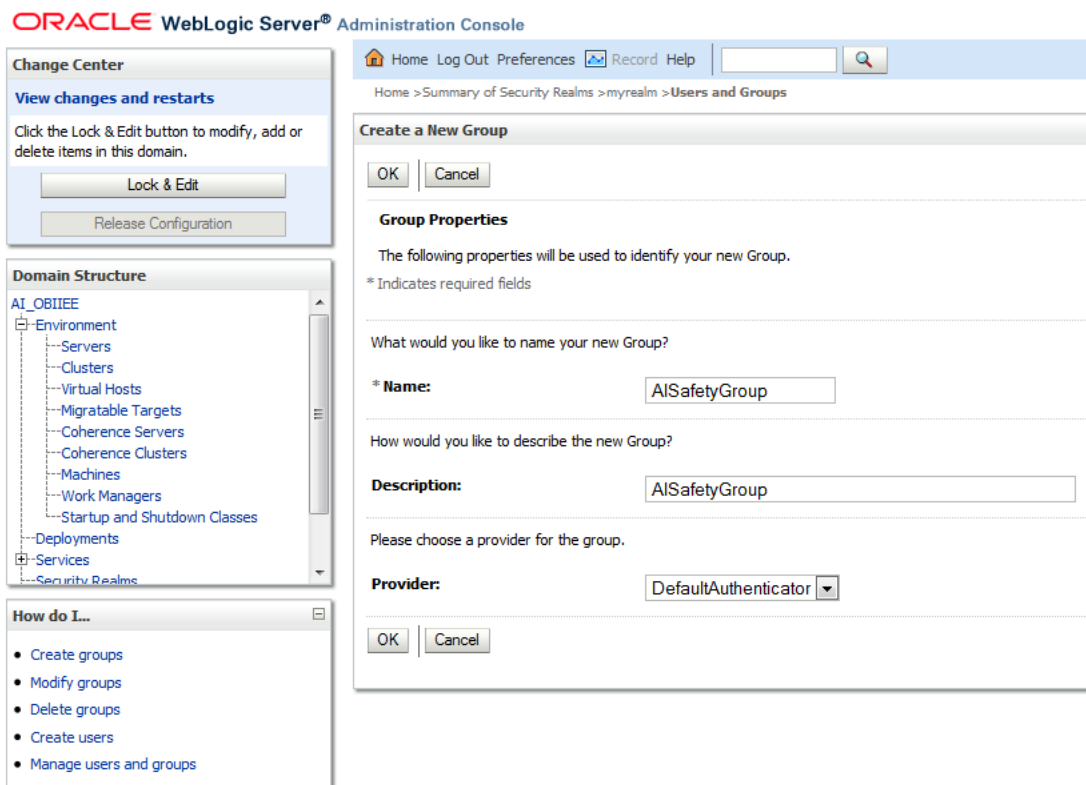 ORACLE WebLogic Server® Administration Console
Change Center
View changes and restarts
Click the Lock & Edit button to modify, add or
delete items in this domain.
Lock & Edit
Release Configuration
Domain Structure
AI_OBIIEE
Environment
Servers
Clusters
Virtual Hosts
Migratable Targets
Coherence Servers
Coherence Clusters
Machines
Work Managers
Startup and Shutdown Classes
Deployments
Services
Security Realms
How do I...
Create groups
Modify groups
Delete groups
Create users
Manage users and groups
Home Log Out Preferences Record Help
Home >Summary of Security Realms >myrealm >Users and Groups
Create a New Group
OK Cancel
Group Properties
The following properties will be used to identify your new Group.
* Indicates required fields
What would you like to name your new Group?
* Name: AISafetyGroup
How would you like to describe the new Group?
Description: AISafetyGroup
Please choose a provider for the group.
Provider: DefaultAuthenticator
OK Cancel